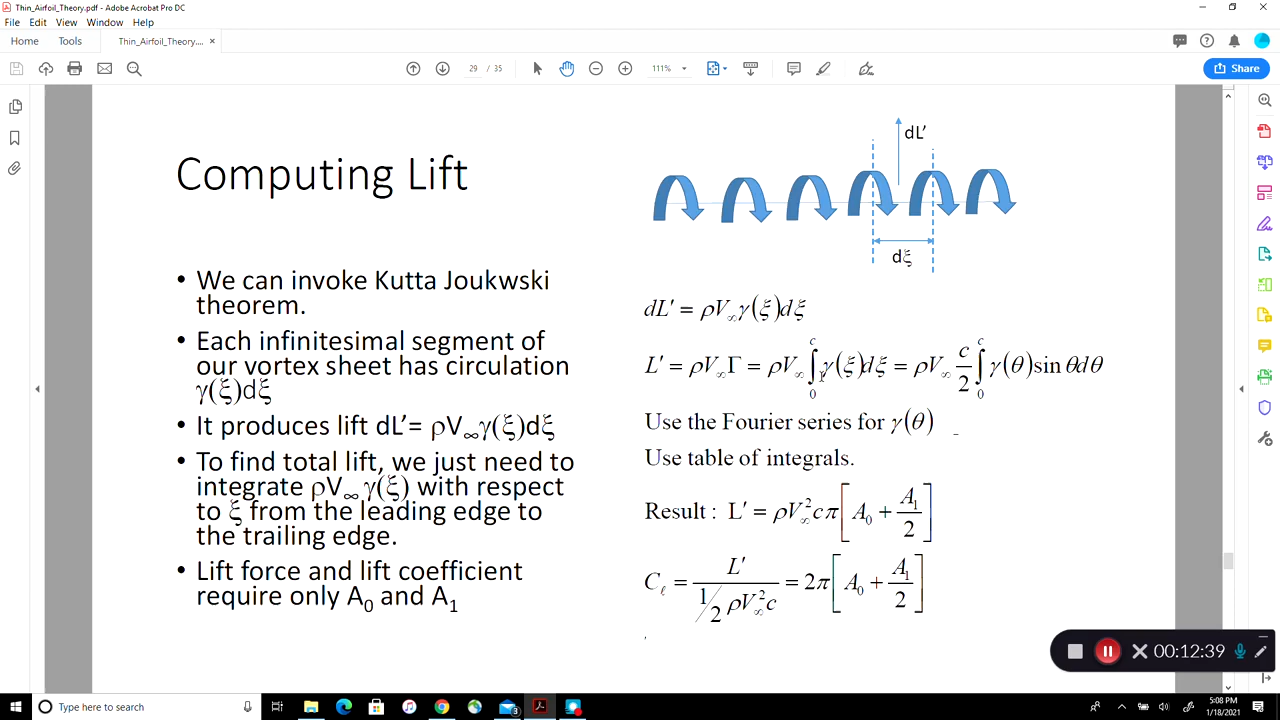 Thin_Airfoil_Theory.pdf - Adobe Acrobat Pro DC
File Edit View Window Help
Home Tools Thin_Airfoil_Theory.... ×
29 / 35 111% Share
Computing Lift
dL’
dξ
• We can invoke Kutta Joukwski
theorem.
• Each infinitesimal segment of
our vortex sheet has circulation
γ(ξ)dξ
• It produces lift dL’= ρV∞γ(ξ)dξ
• To find total lift, we just need to
integrate ρV∞γ(ξ) with respect
to ξ from the leading edge to
the trailing edge.
• Lift force and lift coefficient
require only A₀ and A₁
dL′ = ρV∞γ(ξ)dξ
L′ = ρV∞Γ = ρV∞ ∫₀ᶜ γ(ξ)dξ = ρV∞ c/2 ∫₀ᶜ γ(θ)sin θdθ
Use the Fourier series for γ(θ)
Use table of integrals.
Result : L′ = ρV∞²cπ[A₀ + A₁/2]
Cℓ = L′ / (1/2 ρV∞²c) = 2π[A₀ + A₁/2]
00:12:39
Type here to search
3
5:08 PM
1/18/2021